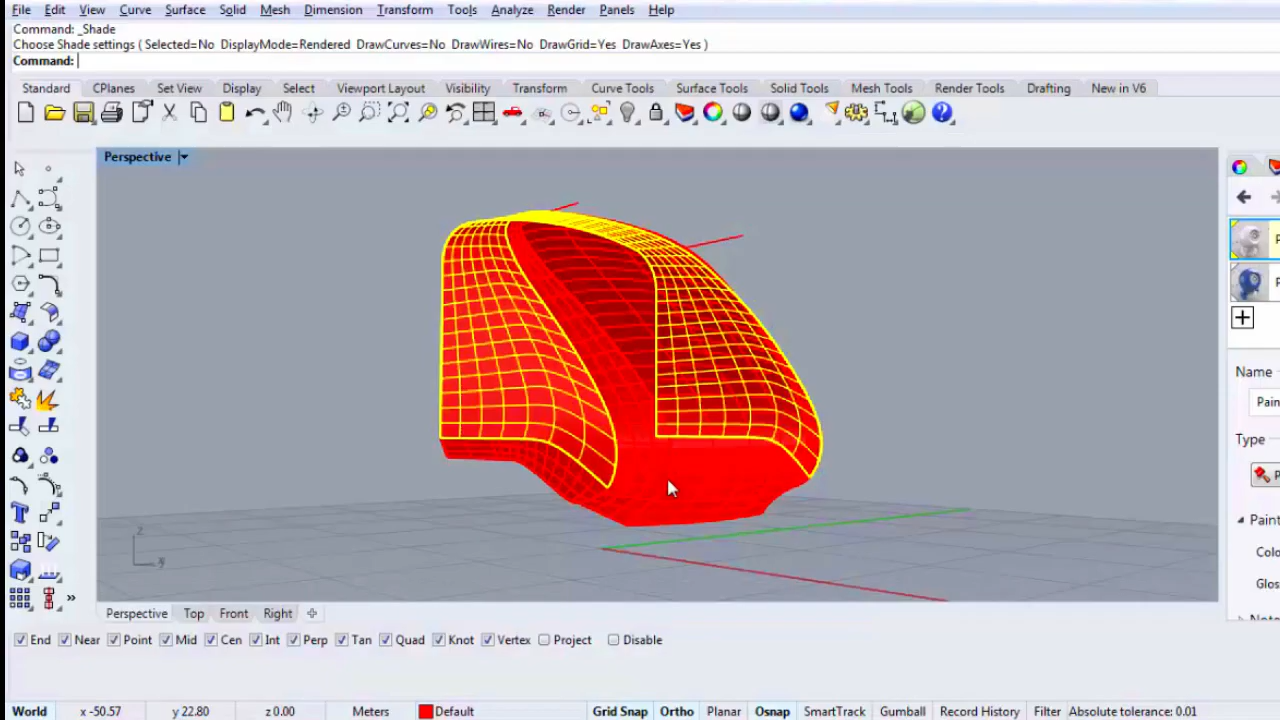 File Edit View Curve Surface Solid Mesh Dimension Transform Tools Analyze Render Panels Help
Command: _Shade
Choose Shade settings ( Selected=No DisplayMode=Rendered DrawCurves=No DrawWires=No DrawGrid=Yes DrawAxes=Yes )
Command:
Standard CPlanes Set View Display Select Viewport Layout Visibility Transform Curve Tools Surface Tools Solid Tools Mesh Tools Render Tools Drafting New in V6
Perspective
P
P
Name
Pain
Type
P
Paint
Colo
Glos
z
y
Perspective Top Front Right
End Near Point Mid Cen Int Perp Tan Quad Knot Vertex Project Disable
World x -50.57 y 22.80 z 0.00 Meters Default Grid Snap Ortho Planar Osnap SmartTrack Gumball Record History Filter Absolute tolerance: 0.01